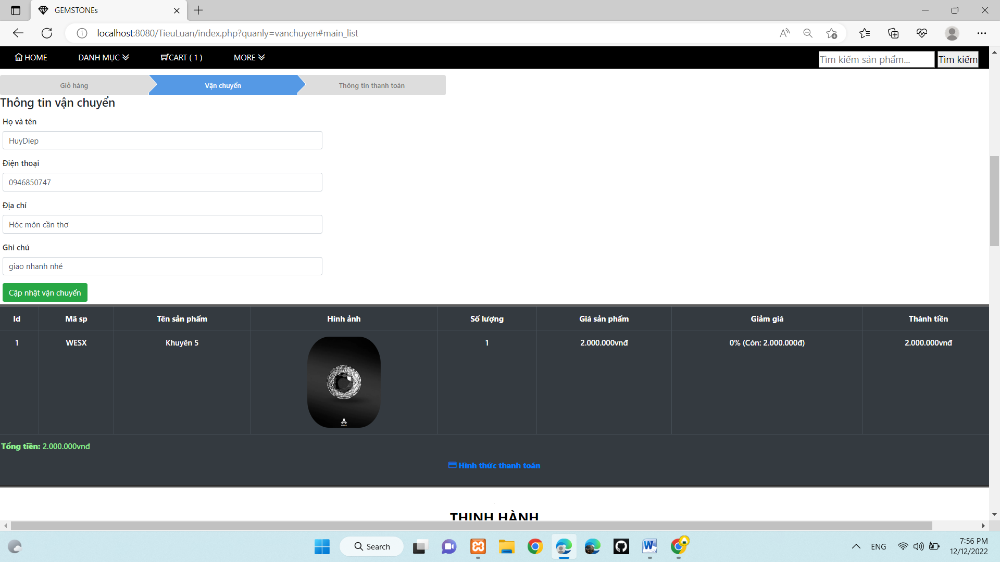 GEMSTONEs
localhost:8080/TieuLuan/index.php?quanly=vanchuyen#main_list
HOME DANH MỤC CART ( 1 ) MORE Tìm kiếm sản phẩm... Tìm kiếm
Giỏ hàng Vận chuyển Thông tin thanh toán
Thông tin vận chuyển
Họ và tên
HuyDiep
Điện thoại
0946850747
Địa chỉ
Hóc môn cần thơ
Ghi chú
giao nhanh nhé
Cập nhật vận chuyển
Id Mã sp Tên sản phẩm Hình ảnh Số lượng Giá sản phẩm Giảm giá Thành tiền
1 WESX Khuyên 5 1 2.000.000vnđ 0% (Còn: 2.000.000đ) 2.000.000vnđ
Tổng tiền: 2.000.000vnđ
Hình thức thanh toán
THỊNH HÀNH
Search
ENG
7:56 PM
12/12/2022